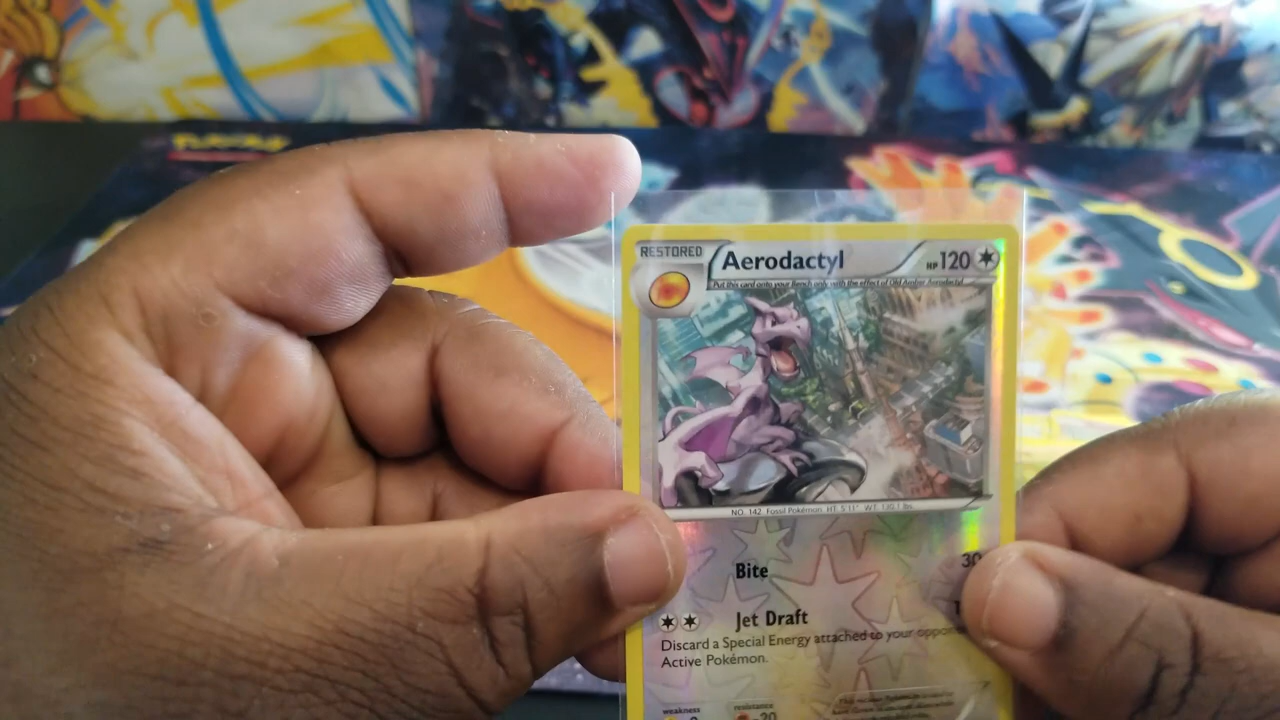 Pokémon
RESTORED Aerodactyl HP 120
Put this card onto your Bench only with the effect of Old Amber Aerodactyl
NO. 142 Fossil Pokémon HT: 5'11" WT: 130.1 lbs.
Bite 30
Jet Draft
Discard a Special Energy attached to your
Active Pokémon.
weakness resistance
-20